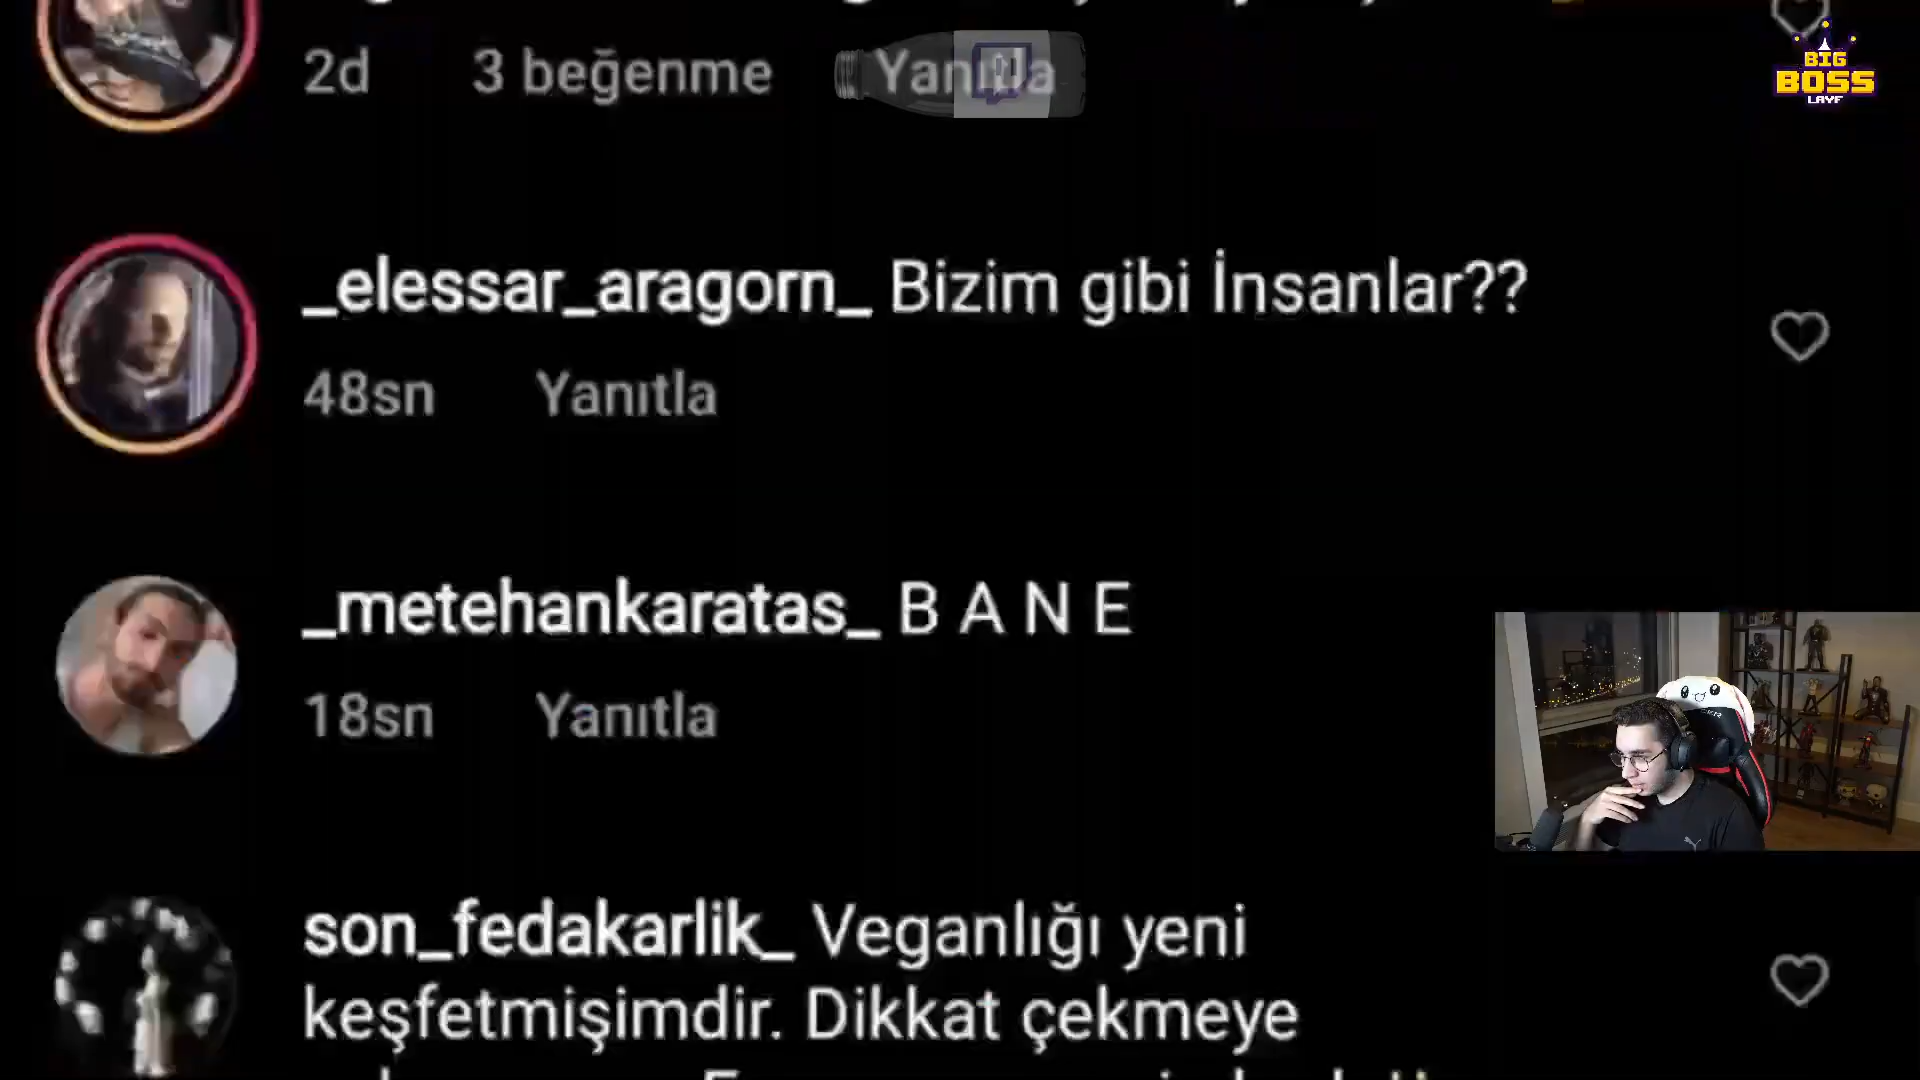 2d 3 beğenme Yanıtla
BIG
BOSS
LAYF
_elessar_aragorn_ Bizim gibi İnsanlar??
48sn Yanıtla
_metehankaratas_ B A N E
18sn Yanıtla
son_fedakarlik_ Veganlığı yeni
keşfetmişimdir. Dikkat çekmeye